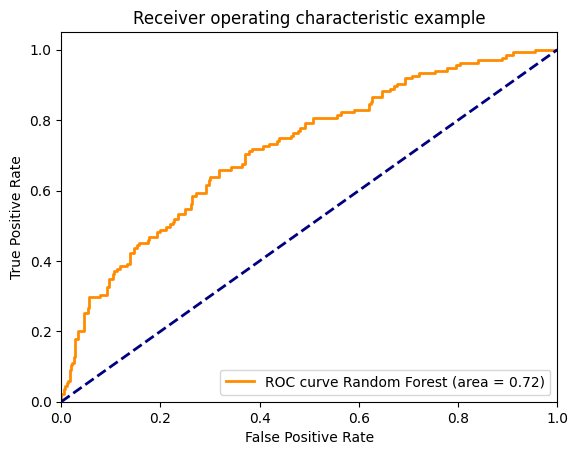 Receiver operating characteristic example
True Positive Rate
1.0
0.8
0.6
0.4
0.2
0.0
ROC curve Random Forest (area = 0.72)
0.0 0.2 0.4 0.6 0.8 1.0
False Positive Rate